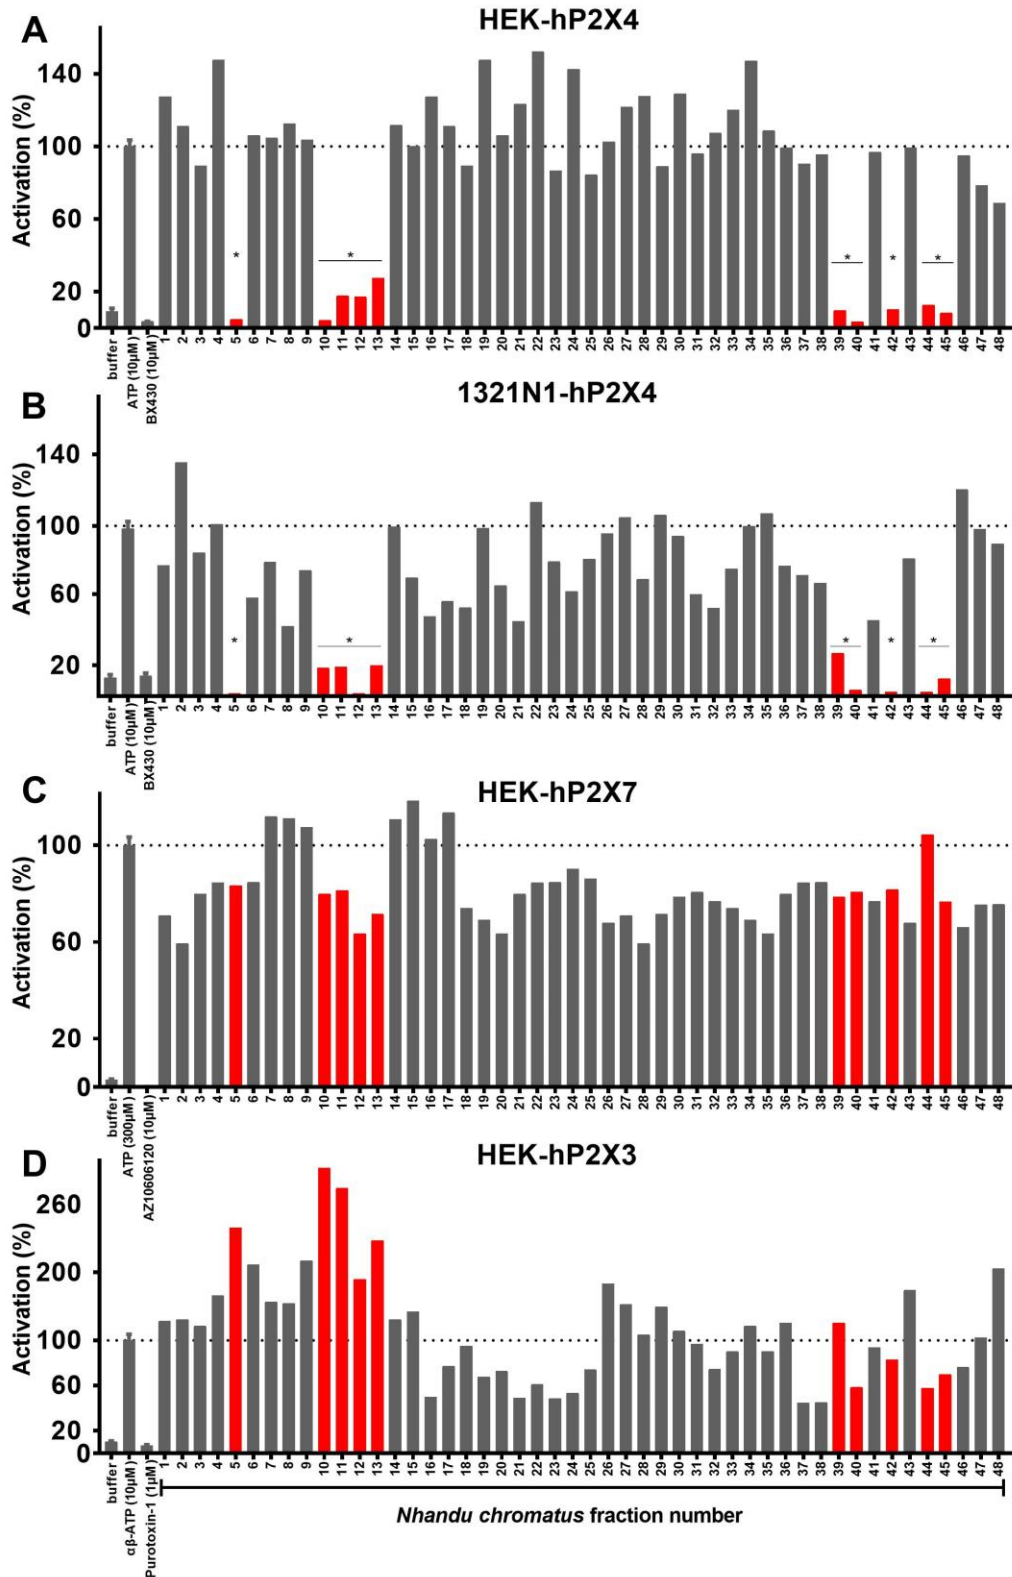 A HEK-hP2X4
Activation (%)
140
100
60
20
0
* * * * *
buffer ATP (10µM) BX430 (10µM) 1 2 3 4 5 6 7 8 9 10 11 12 13 14 15 16 17 18 19 20 21 22 23 24 25 26 27 28 29 30 31 32 33 34 35 36 37 38 39 40 41 42 43 44 45 46 47 48
B 1321N1-hP2X4
Activation (%)
140
100
60
20
* * * * *
buffer ATP (10µM) BX430 (10µM) 1 2 3 4 5 6 7 8 9 10 11 12 13 14 15 16 17 18 19 20 21 22 23 24 25 26 27 28 29 30 31 32 33 34 35 36 37 38 39 40 41 42 43 44 45 46 47 48
C HEK-hP2X7
Activation (%)
100
60
20
0
buffer ATP (300µM) AZ10606120 (10µM) 1 2 3 4 5 6 7 8 9 10 11 12 13 14 15 16 17 18 19 20 21 22 23 24 25 26 27 28 29 30 31 32 33 34 35 36 37 38 39 40 41 42 43 44 45 46 47 48
D HEK-hP2X3
Activation (%)
260
200
100
60
20
0
buffer αβ-ATP (10µM) Purotoxin-1 (1µM) 1 2 3 4 5 6 7 8 9 10 11 12 13 14 15 16 17 18 19 20 21 22 23 24 25 26 27 28 29 30 31 32 33 34 35 36 37 38 39 40 41 42 43 44 45 46 47 48
Nhandu chromatus fraction number